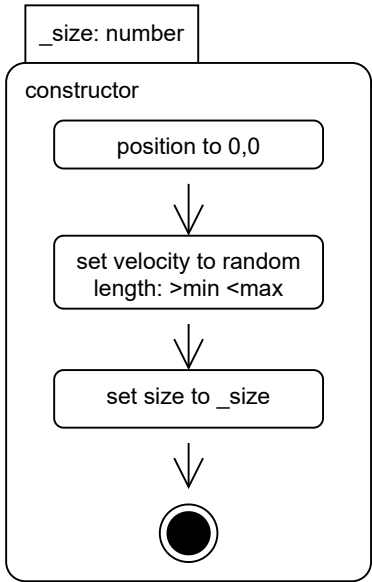 _size: number
constructor
position to 0,0
set velocity to random
length: >min <max
set size to _size